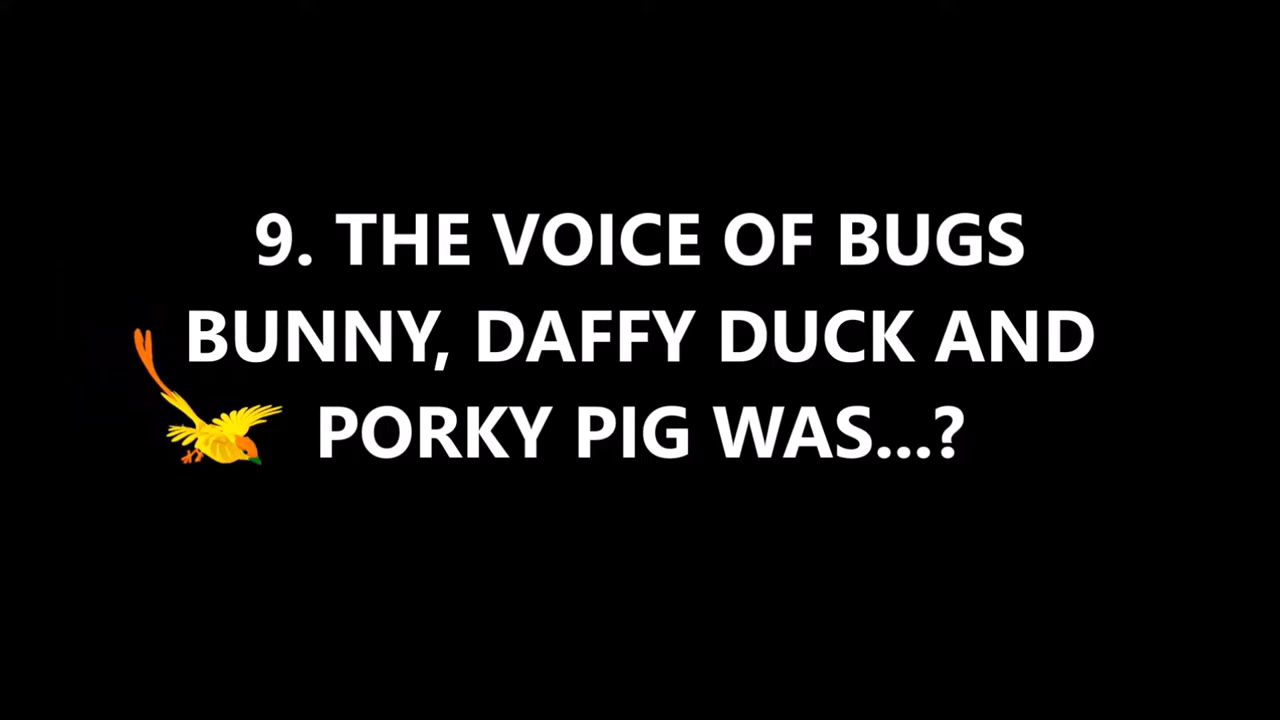 9. THE VOICE OF BUGS
BUNNY, DAFFY DUCK AND
PORKY PIG WAS...?